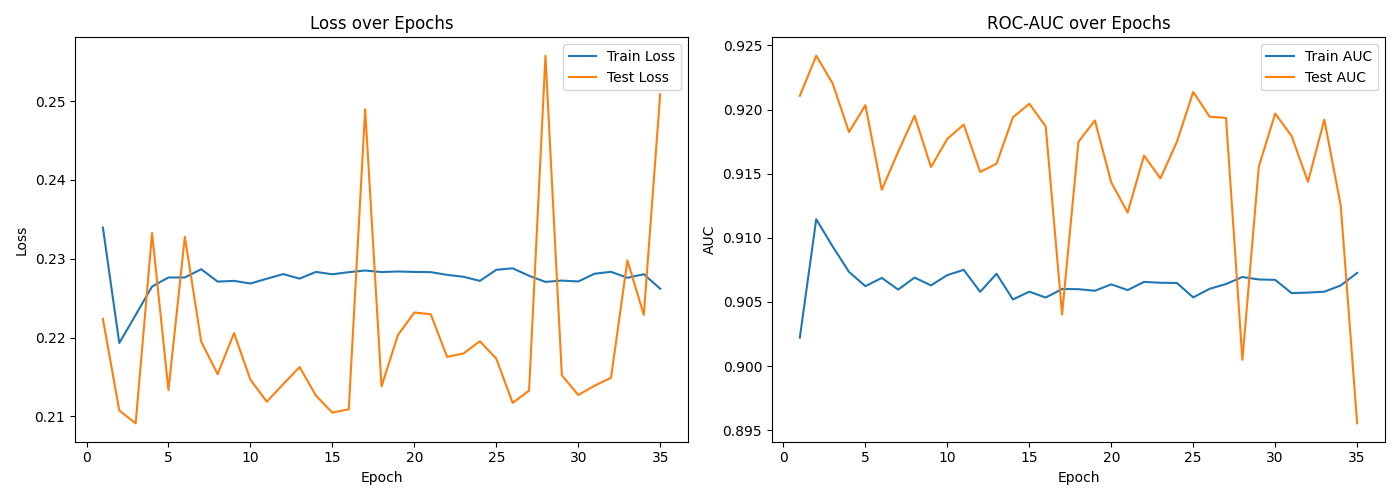 Loss over Epochs
Train Loss
Test Loss
0.25
0.24
0.23
0.22
0.21
Loss
0 5 10 15 20 25 30 35
Epoch
ROC-AUC over Epochs
Train AUC
Test AUC
0.925
0.920
0.915
0.910
0.905
0.900
0.895
AUC
0 5 10 15 20 25 30 35
Epoch